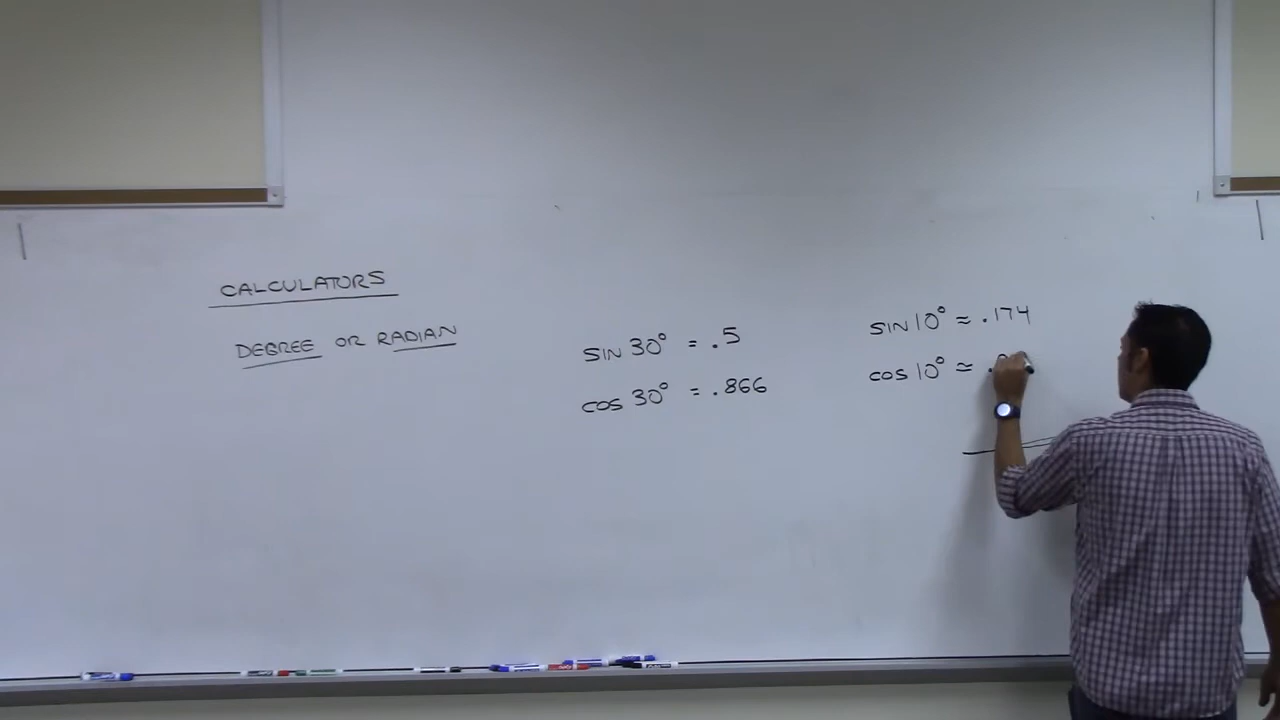 CALCULATORS
DEGREE OR RADIAN
SIN 30° = .5
COS 30° = .866
SIN 10° ≈ .174
COS 10° ≈ .